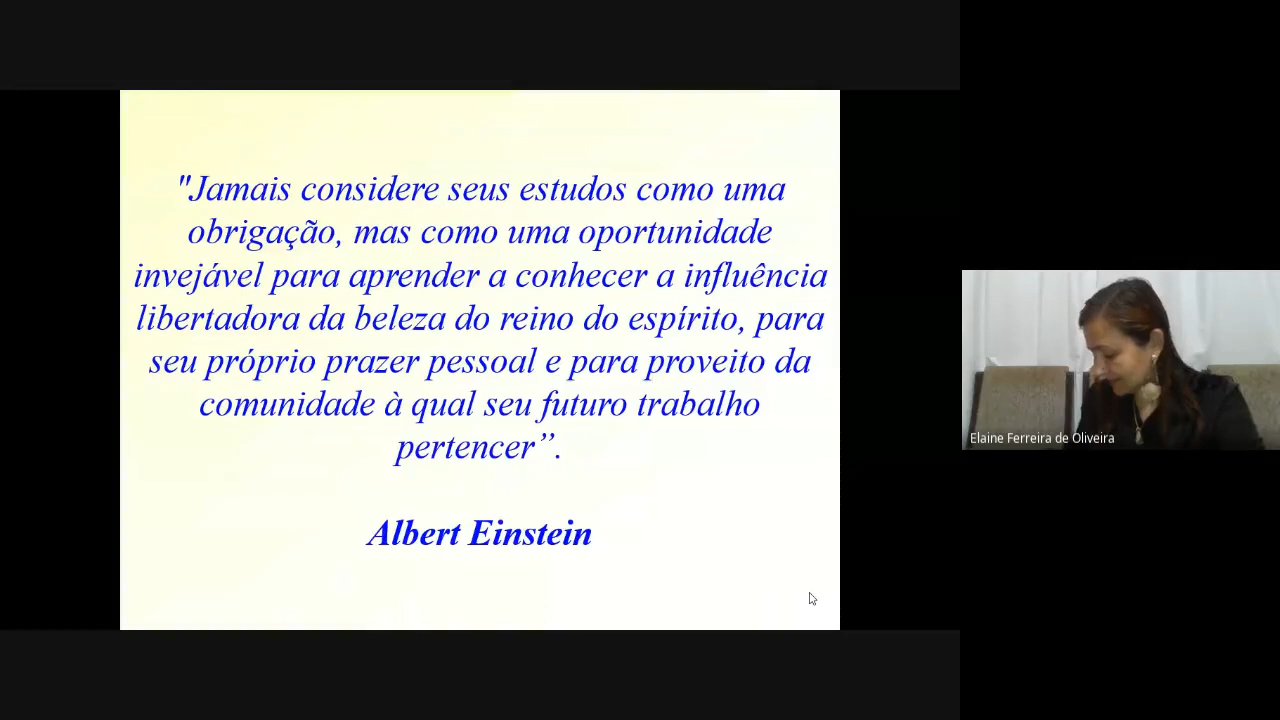 "Jamais considere seus estudos como uma
obrigação, mas como uma oportunidade
invejável para aprender a conhecer a influência
libertadora da beleza do reino do espírito, para
seu próprio prazer pessoal e para proveito da
comunidade à qual seu futuro trabalho
pertencer”.
Albert Einstein
Elaine Ferreira de Oliveira